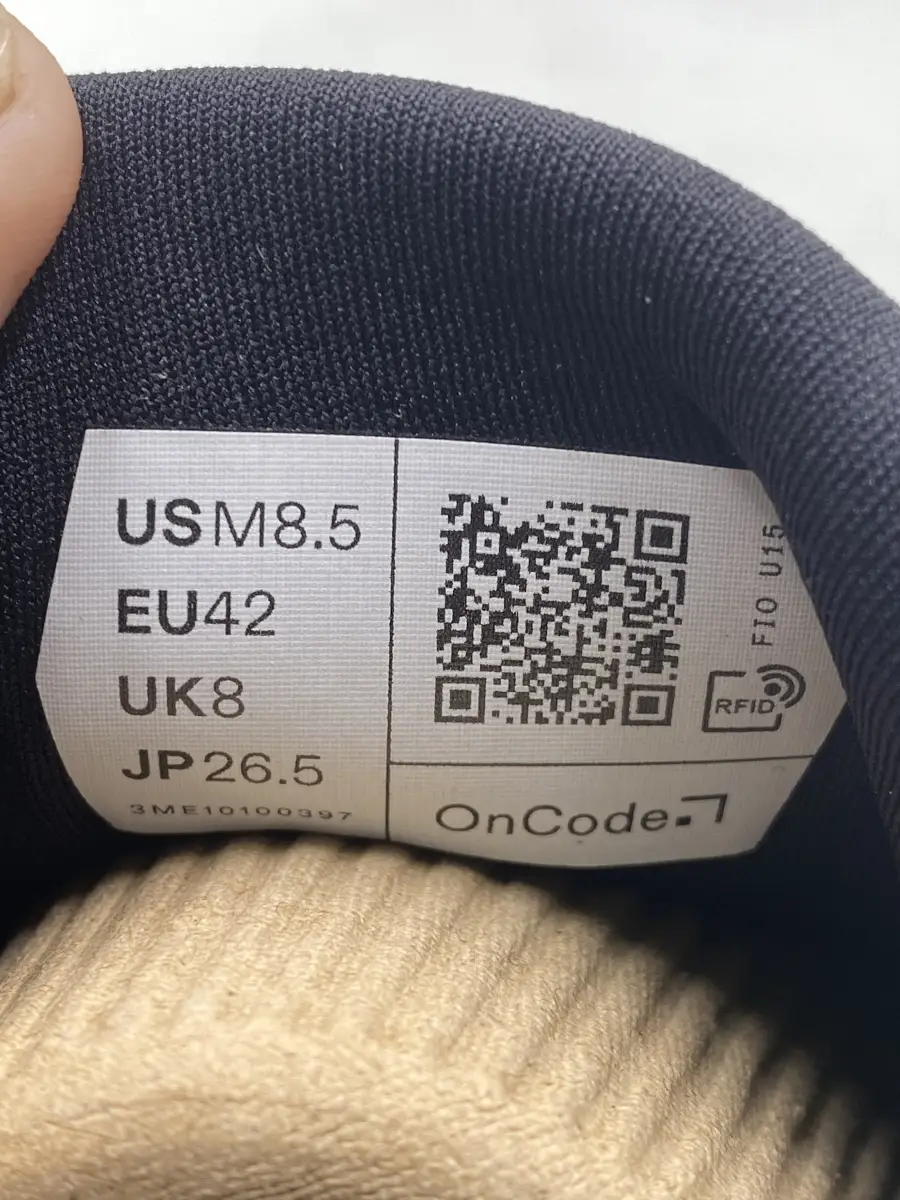 USM8.5
EU42
UK8
JP26.5
3ME10100397
FIO U15
RFID
OnCode